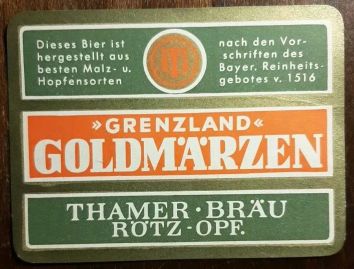 Dieses Bier ist
hergestellt aus
besten Malz- u.
Hopfensorten
nach den Vor-
schriften des
Bayer. Reinheits-
gebotes v. 1516
»GRENZLAND«
GOLDMÄRZEN
THAMER·BRÄU
RÖTZ-OPF.